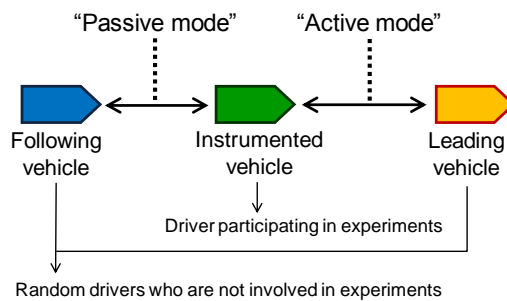 “Passive mode” “Active mode”
Following vehicle
Instrumented vehicle
Leading vehicle
Driver participating in experiments
Random drivers who are not involved in experiments